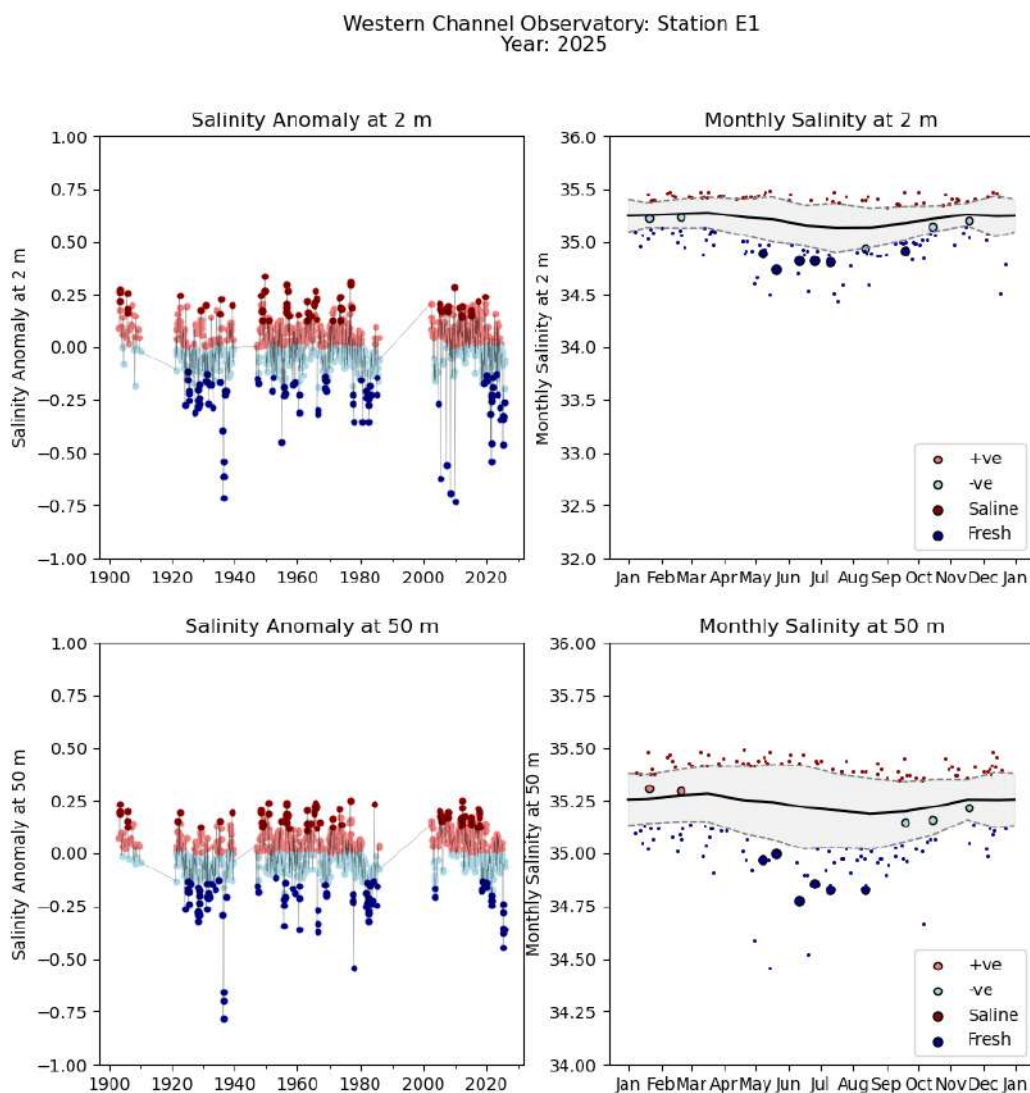 Western Channel Observatory: Station E1
Year: 2025
Salinity Anomaly at 2 m
Salinity Anomaly at 2 m
1.00
0.75
0.50
0.25
0.00
−0.25
−0.50
−0.75
−1.00
1900 1920 1940 1960 1980 2000 2020
Monthly Salinity at 2 m
Monthly Salinity at 2 m
36.0
35.5
35.0
34.5
34.0
33.5
33.0
32.5
32.0
+ve
-ve
Saline
Fresh
Jan Feb Mar Apr May Jun Jul Aug Sep Oct Nov Dec Jan
Salinity Anomaly at 50 m
Salinity Anomaly at 50 m
1.00
0.75
0.50
0.25
0.00
−0.25
−0.50
−0.75
−1.00
1900 1920 1940 1960 1980 2000 2020
Monthly Salinity at 50 m
Monthly Salinity at 50 m
36.00
35.75
35.50
35.25
35.00
34.75
34.50
34.25
34.00
+ve
-ve
Saline
Fresh
Jan Feb Mar Apr May Jun Jul Aug Sep Oct Nov Dec Jan